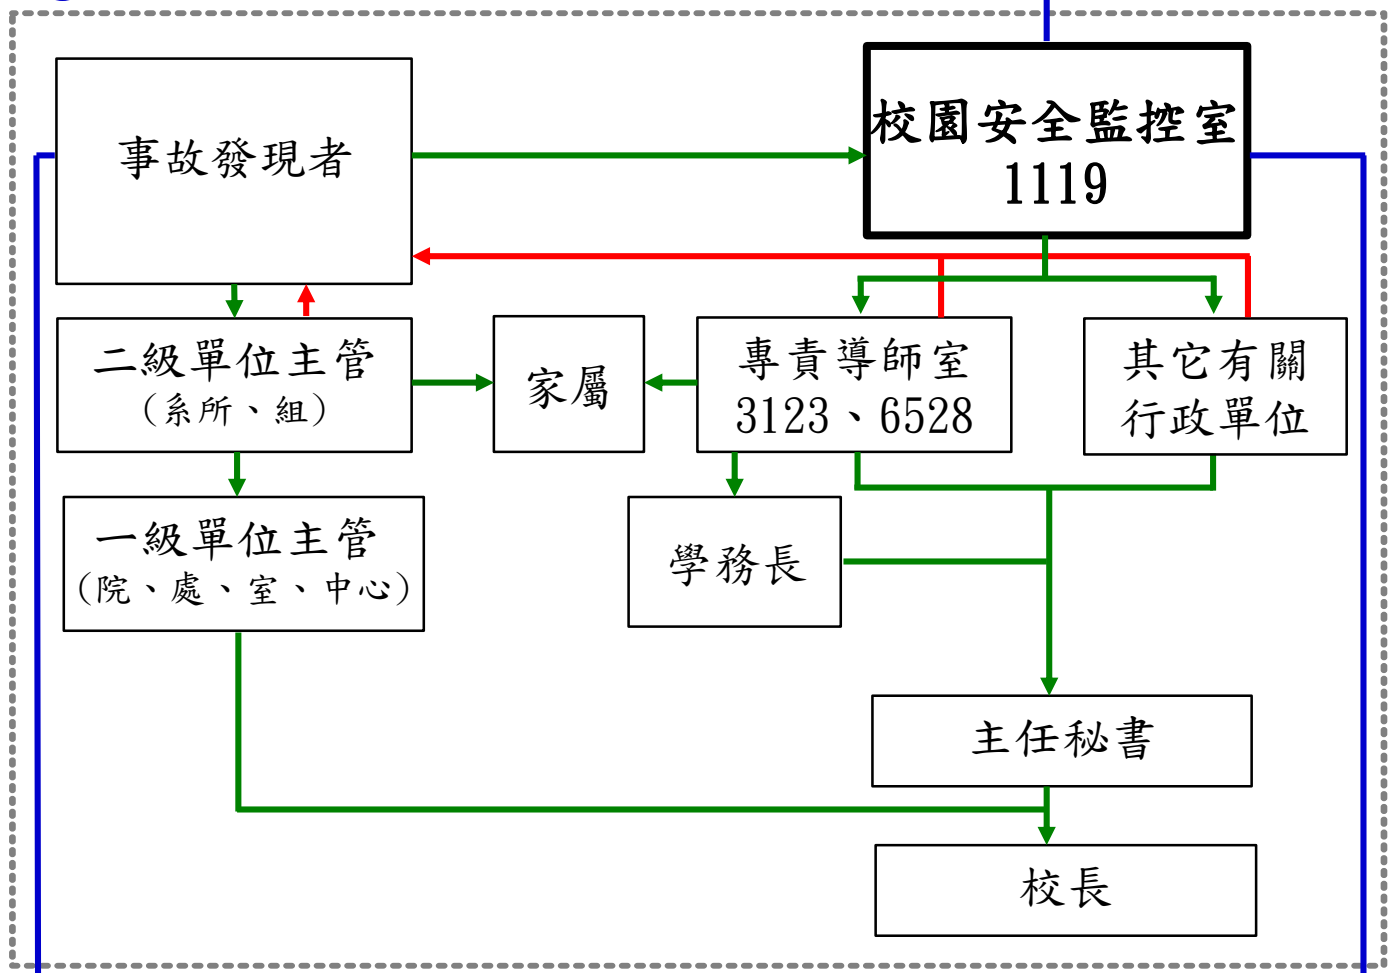 事故發現者
校園安全監控室
1119
二級單位主管
(系所、組)
家屬
專責導師室
3123、6528
其它有關
行政單位
一級單位主管
(院、處、室、中心)
學務長
主任秘書
校長